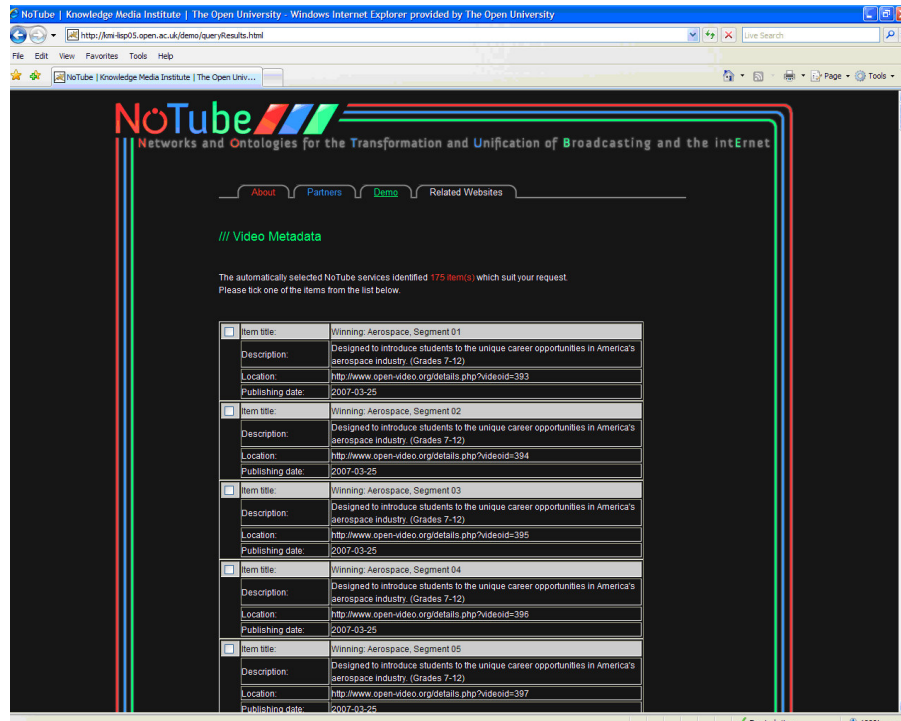 NoTube | Knowledge Media Institute | The Open University - Windows Internet Explorer provided by The Open University
http://kmi-lisp05.open.ac.uk/demo/queryResults.html
Live Search
File Edit View Favorites Tools Help
NoTube | Knowledge Media Institute | The Open Univ...
Page Tools
NoTube
Networks and Ontologies for the Transformation and Unification of Broadcasting and the intErnet
About Partners Demo Related Websites
/// Video Metadata
The automatically selected NoTube services identified 175 item(s) which suit your request.
Please tick one of the items from the list below.
Item title: Winning: Aerospace, Segment 01
Description: Designed to introduce students to the unique career opportunities in America's
aerospace industry. (Grades 7-12)
Location: http://www.open-video.org/details.php?videoid=393
Publishing date: 2007-03-25
Item title: Winning: Aerospace, Segment 02
Description: Designed to introduce students to the unique career opportunities in America's
aerospace industry. (Grades 7-12)
Location: http://www.open-video.org/details.php?videoid=394
Publishing date: 2007-03-25
Item title: Winning: Aerospace, Segment 03
Description: Designed to introduce students to the unique career opportunities in America's
aerospace industry. (Grades 7-12)
Location: http://www.open-video.org/details.php?videoid=395
Publishing date: 2007-03-25
Item title: Winning: Aerospace, Segment 04
Description: Designed to introduce students to the unique career opportunities in America's
aerospace industry. (Grades 7-12)
Location: http://www.open-video.org/details.php?videoid=396
Publishing date: 2007-03-25
Item title: Winning: Aerospace, Segment 05
Description: Designed to introduce students to the unique career opportunities in America's
aerospace industry. (Grades 7-12)
Location: http://www.open-video.org/details.php?videoid=397
Publishing date: 2007-03-25